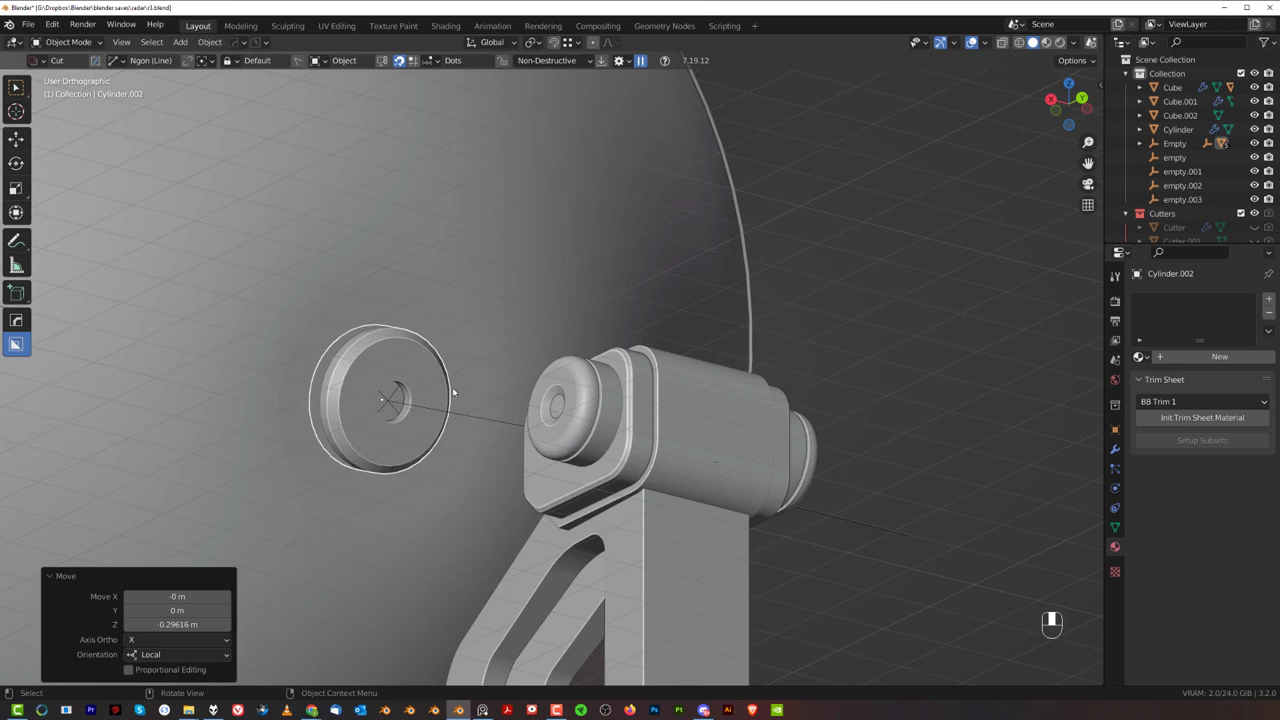 Blender* [G:\Dropbox\Blender\blender saves\radar\r3.blend]
File Edit Render Window Help Layout Modeling Sculpting UV Editing Texture Paint Shading Animation Rendering Compositing Geometry Nodes Scripting + Scene ViewLayer
Object Mode View Select Add Object Global
Cut Ngon (Line) Default Object Dots Non-Destructive 7.19.12 Options
User Orthographic
(1) Collection | Cylinder.002
X Y Z
Scene Collection
Collection
Cube
Cube.001
Cube.002
Cylinder
Empty 5
empty
empty.001
empty.002
empty.003
Cutters
Cutter
Cutter.001
Cylinder.002
+ New
Trim Sheet
BB Trim 1
Init Trim Sheet Material
Setup Subsets
Move
Move X -0 m
Y 0 m
Z -0.29616 m
Axis Ortho X
Orientation Local
Proportional Editing
Select Rotate View Object Context Menu VRAM: 2.0/24.0 GiB | 3.2.0